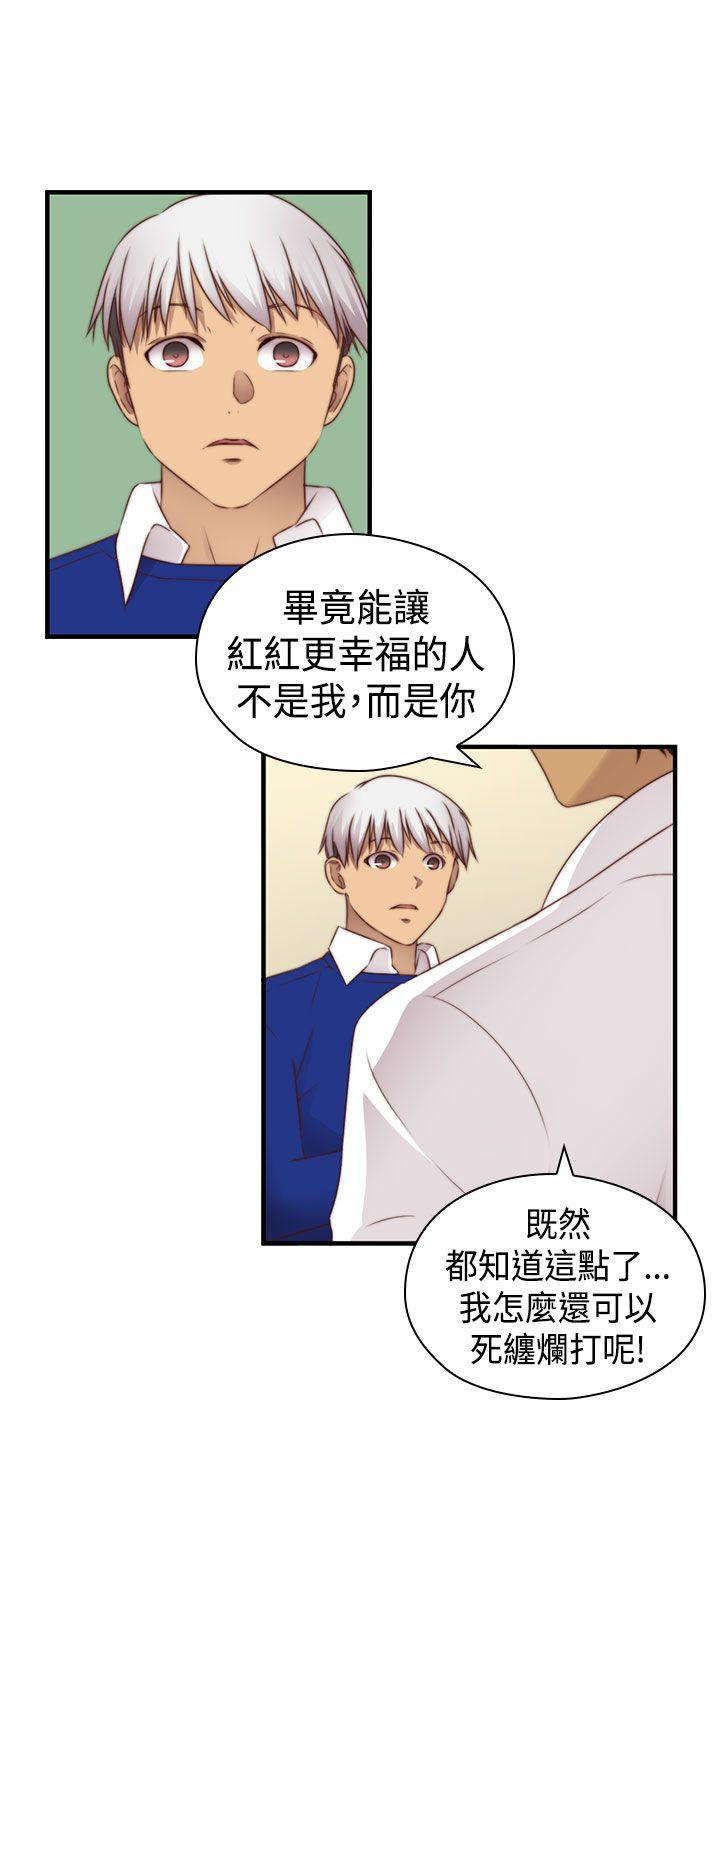 畢竟能讓
紅紅更幸福的人
不是我，而是你
既然
都知道這點了...
我怎麼還可以
死纏爛打呢!